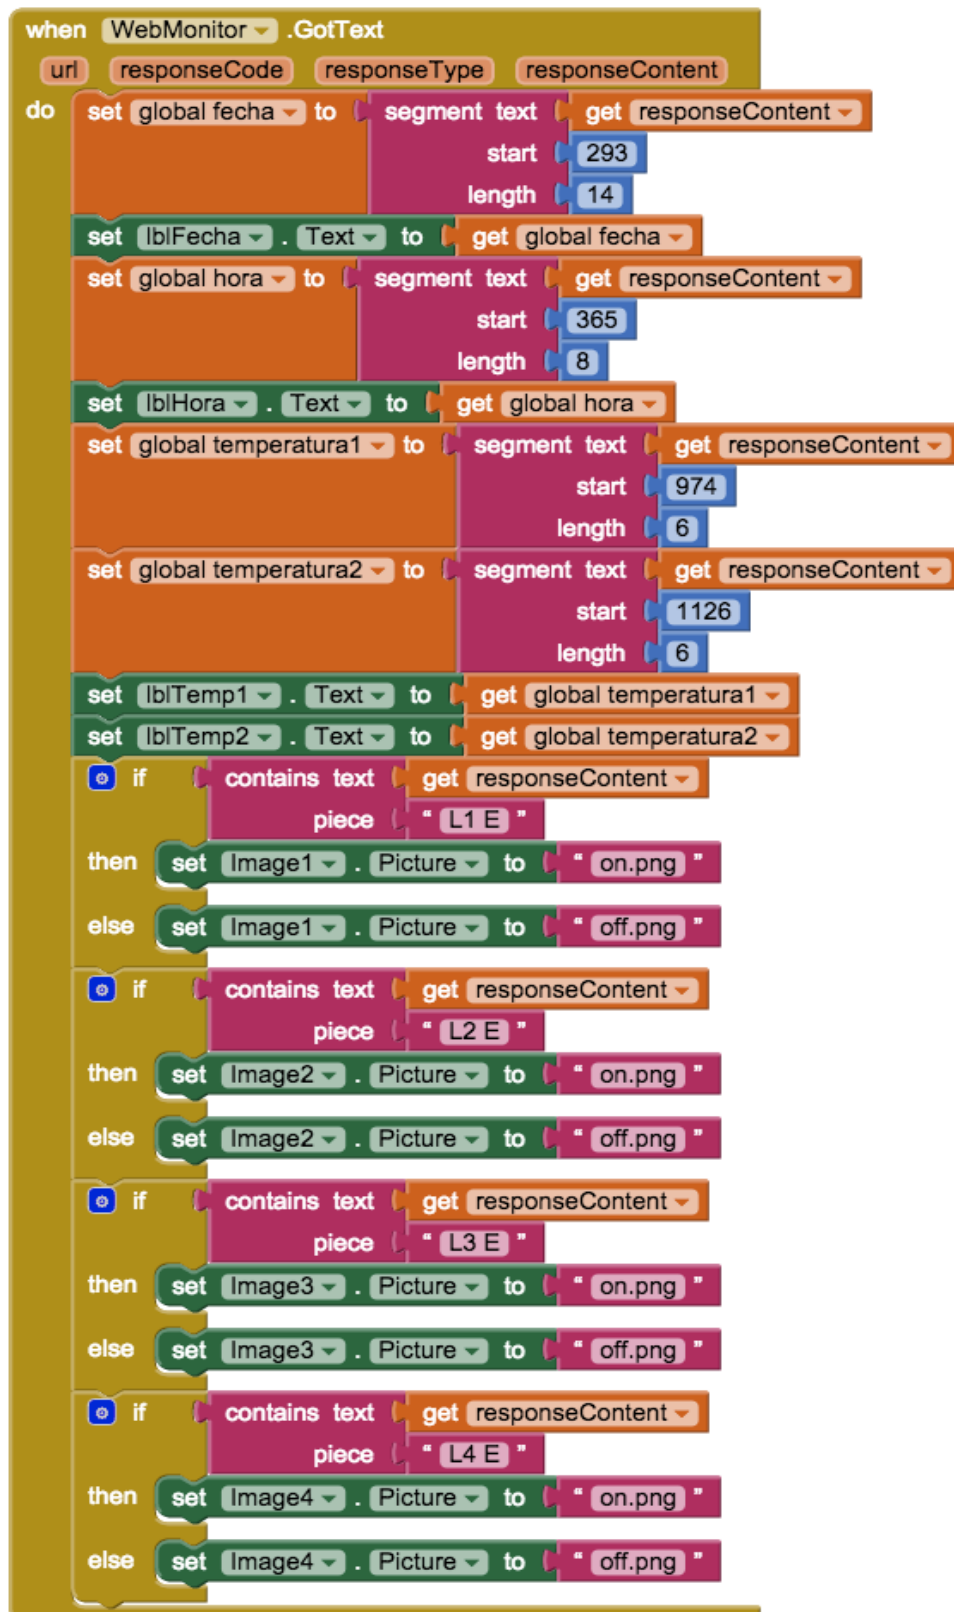 when WebMonitor .GotText
url responseCode responseType responseContent
do set global fecha to segment text get responseContent
start 293
length 14
set lblFecha . Text to get global fecha
set global hora to segment text get responseContent
start 365
length 8
set lblHora . Text to get global hora
set global temperatura1 to segment text get responseContent
start 974
length 6
set global temperatura2 to segment text get responseContent
start 1126
length 6
set lblTemp1 . Text to get global temperatura1
set lblTemp2 . Text to get global temperatura2
if contains text get responseContent
piece “ L1 E ”
then set Image1 . Picture to “ on.png ”
else set Image1 . Picture to “ off.png ”
if contains text get responseContent
piece “ L2 E ”
then set Image2 . Picture to “ on.png ”
else set Image2 . Picture to “ off.png ”
if contains text get responseContent
piece “ L3 E ”
then set Image3 . Picture to “ on.png ”
else set Image3 . Picture to “ off.png ”
if contains text get responseContent
piece “ L4 E ”
then set Image4 . Picture to “ on.png ”
else set Image4 . Picture to “ off.png ”